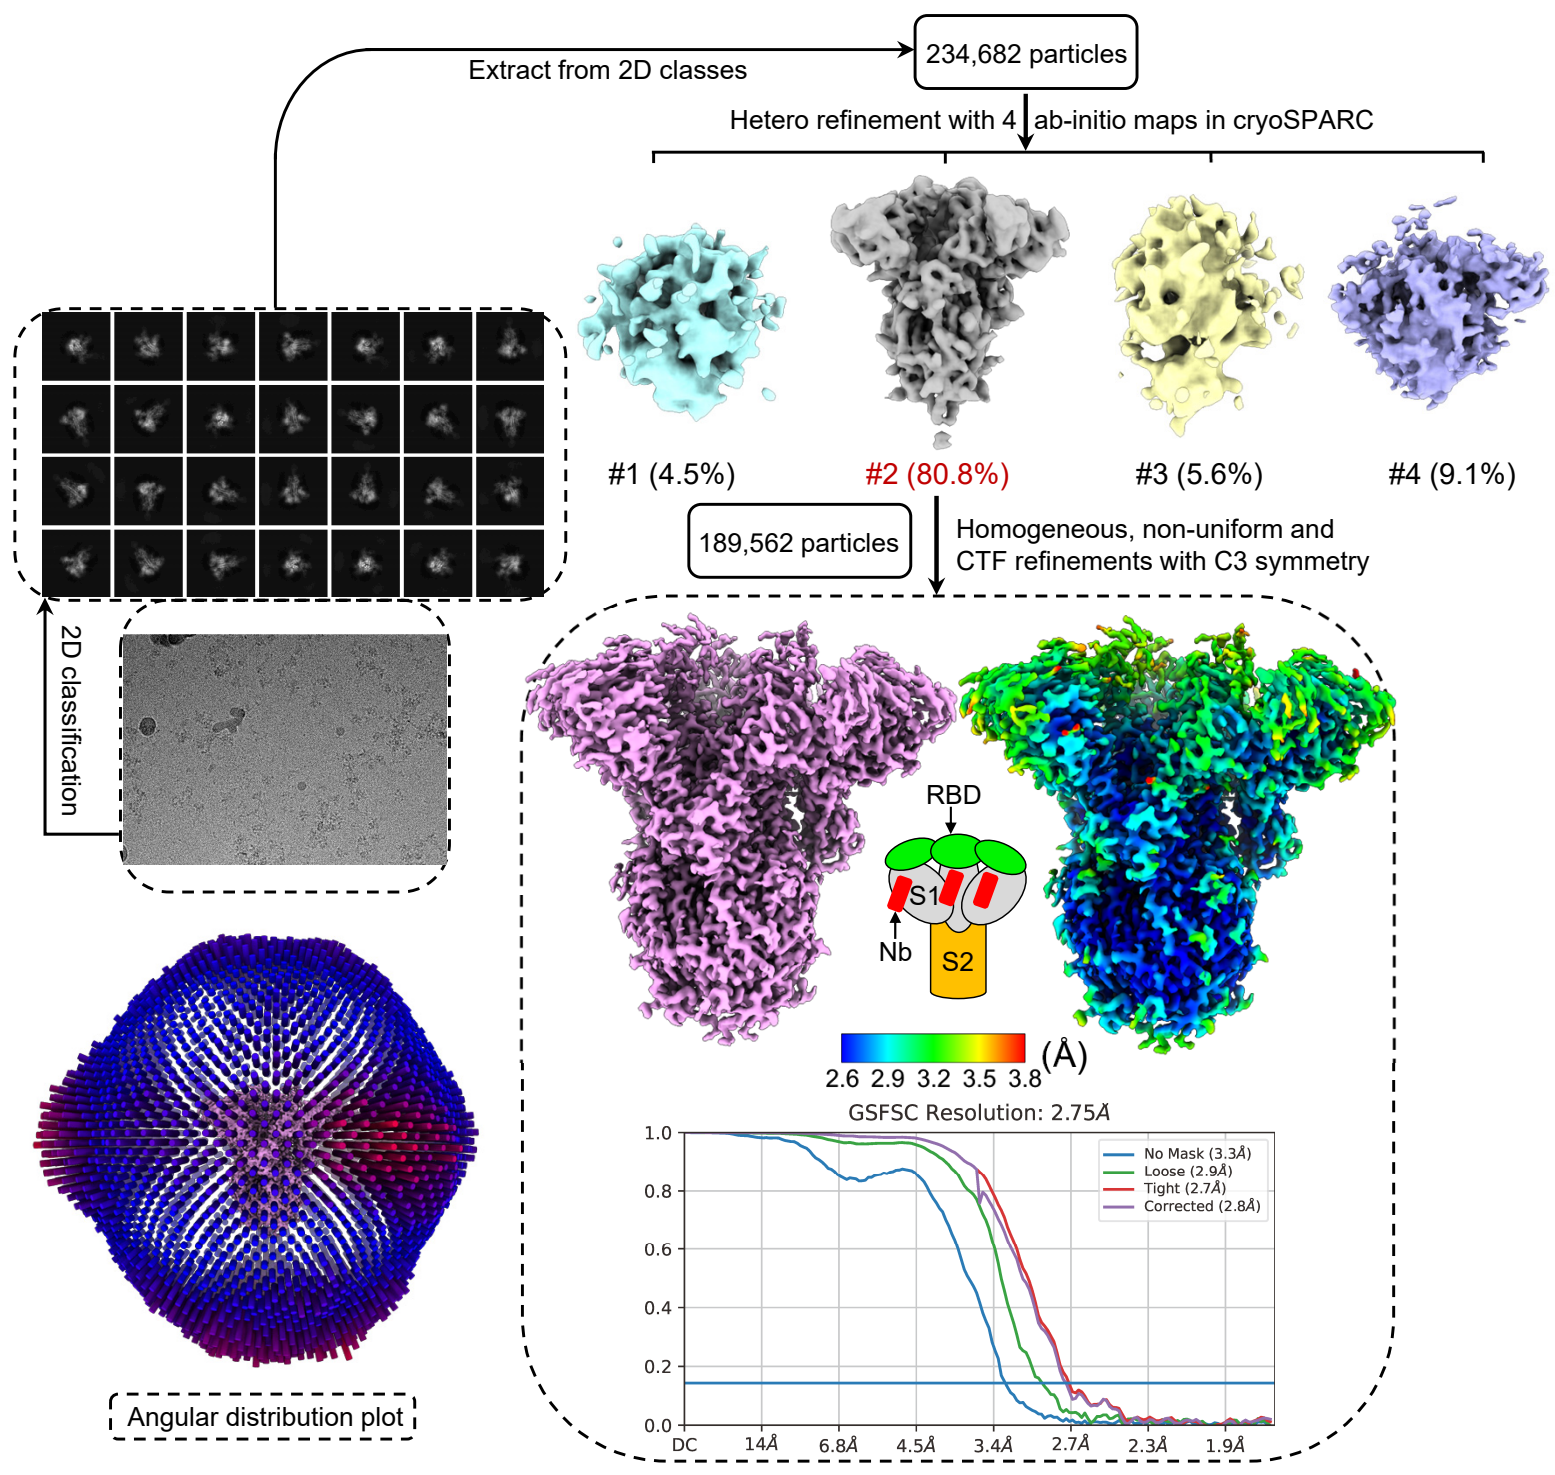 234,682 particles
Extract from 2D classes
Hetero refinement with 4 ab-initio maps in cryoSPARC
#1 (4.5%)
#2 (80.8%)
#3 (5.6%)
#4 (9.1%)
189,562 particles
Homogeneous, non-uniform and
CTF refinements with C3 symmetry
2D classification
RBD
S1
Nb
S2
(Å)
2.6 2.9 3.2 3.5 3.8
GSFSC Resolution: 2.75Å
No Mask (3.3Å)
Loose (2.9Å)
Tight (2.7Å)
Corrected (2.8Å)
1.0
0.8
0.6
0.4
0.2
0.0
DC 14Å 6.8Å 4.5Å 3.4Å 2.7Å 2.3Å 1.9Å
Angular distribution plot